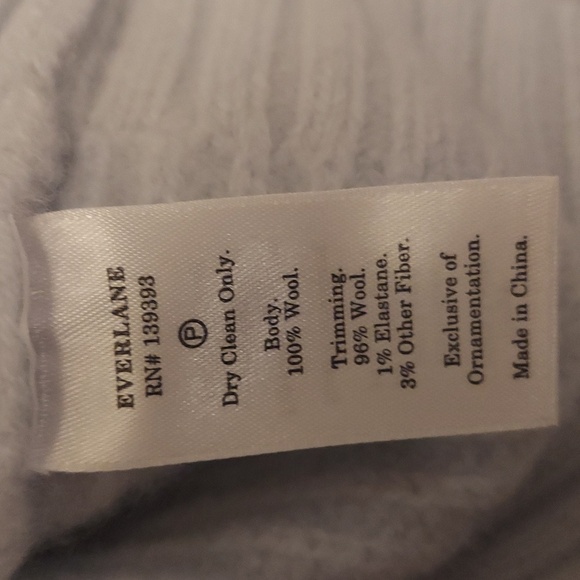 EVERLANE
RN# 139393
P
Dry Clean Only.
Body.
100% Wool.
Trimming.
96% Wool.
1% Elastane.
3% Other Fiber.
Exclusive of
Ornamentation.
Made in China.